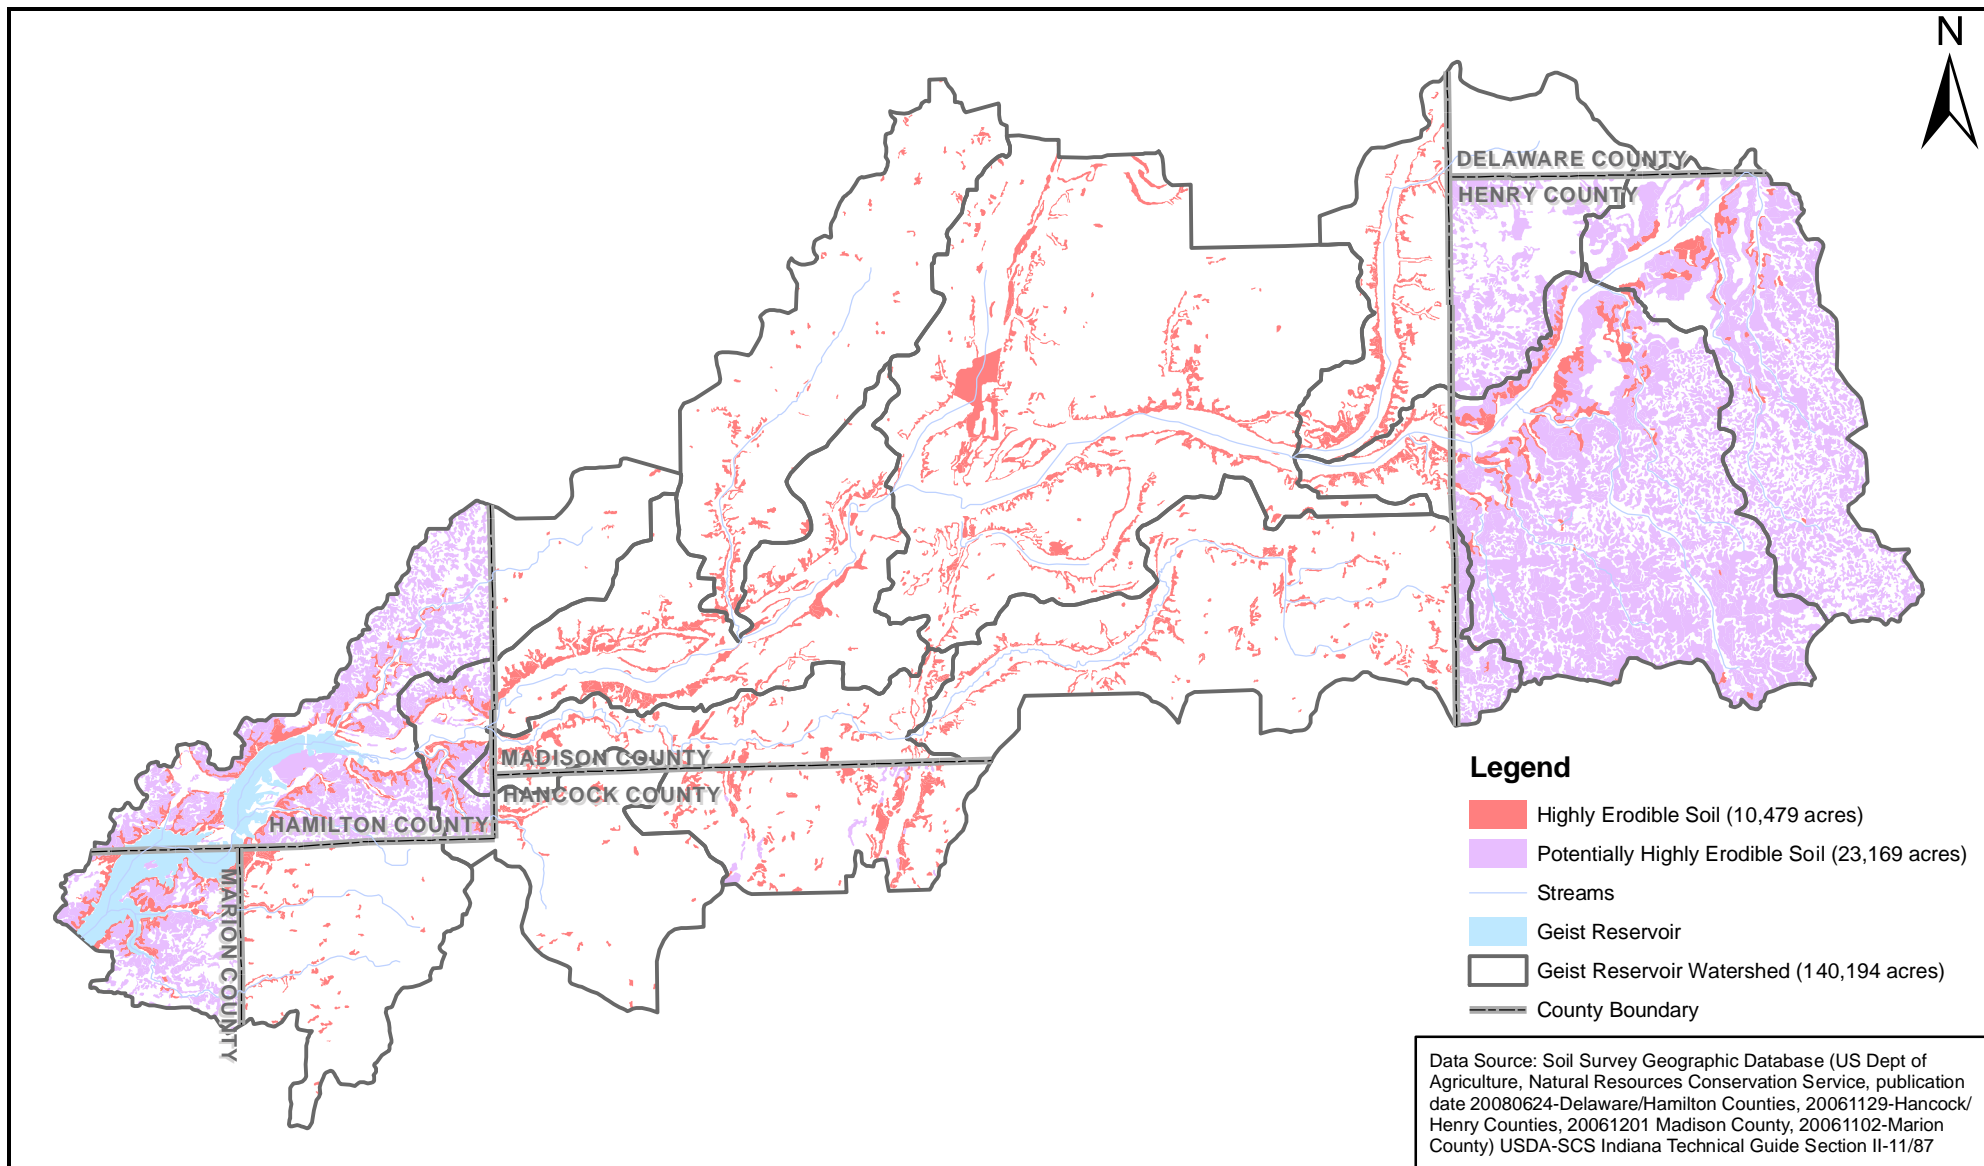 N
DELAWARE COUNTY
HENRY COUNTY
MADISON COUNTY
HANCOCK COUNTY
HAMILTON COUNTY
MARION COUNTY
Legend
Highly Erodible Soil (10,479 acres)
Potentially Highly Erodible Soil (23,169 acres)
Streams
Geist Reservoir
Geist Reservoir Watershed (140,194 acres)
County Boundary
Data Source: Soil Survey Geographic Database (US Dept of
Agriculture, Natural Resources Conservation Service, publication
date 20080624-Delaware/Hamilton Counties, 20061129-Hancock/
Henry Counties, 20061201 Madison County, 20061102-Marion
County) USDA-SCS Indiana Technical Guide Section II-11/87